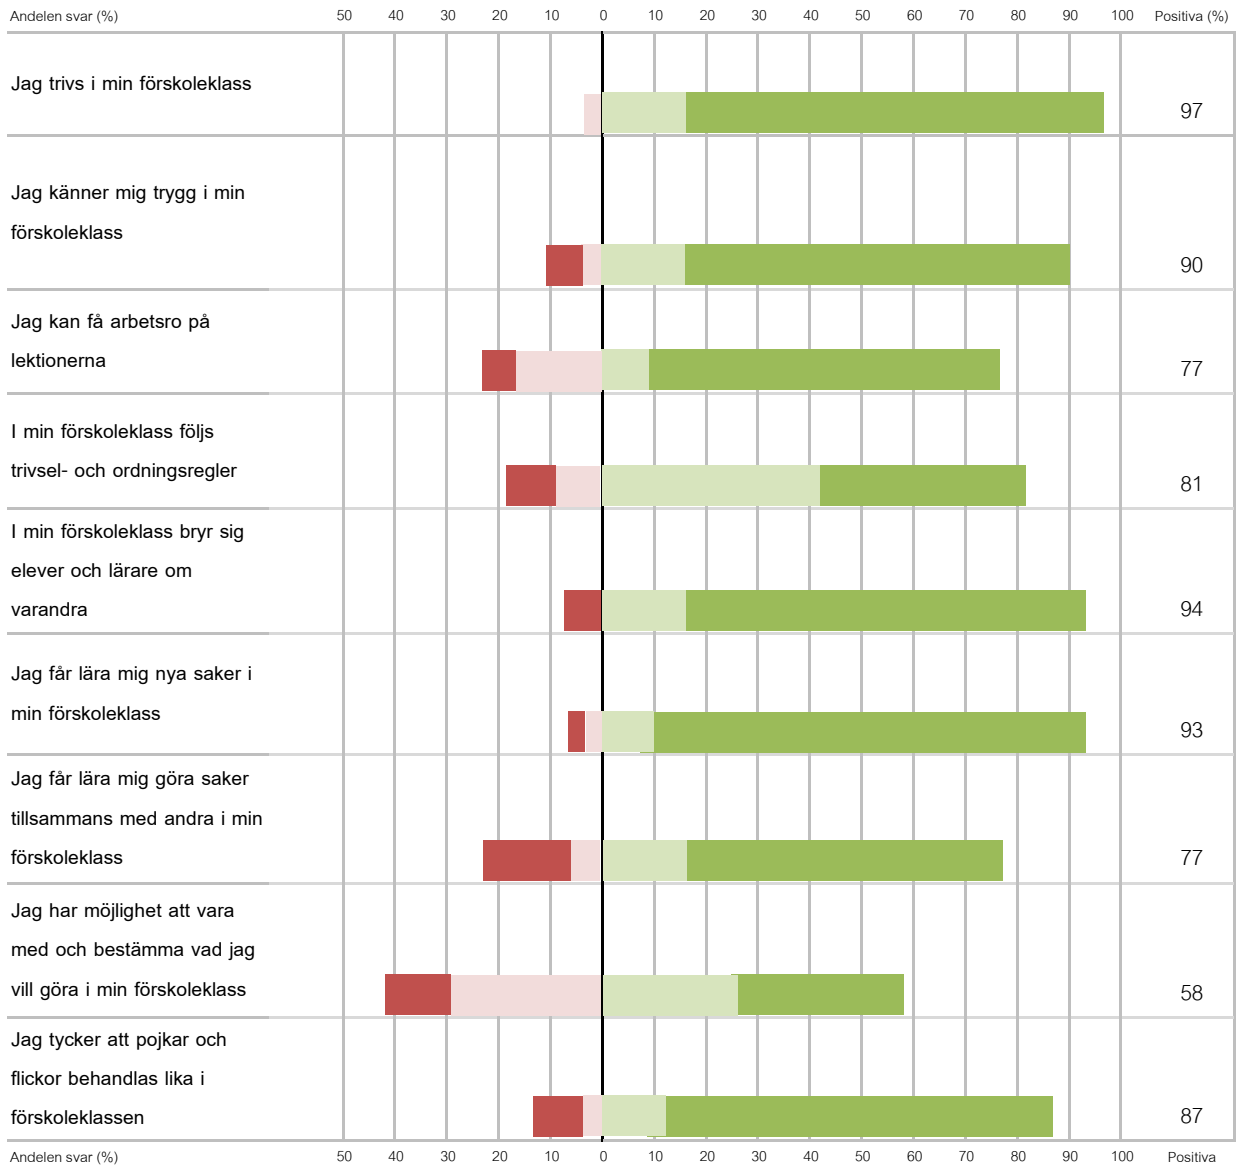 Andelen svar (%) 50 40 30 20 10 0 10 20 30 40 50 60 70 80 90 100 Positiva (%)
Jag trivs i min förskoleklass
97
Jag känner mig trygg i min
förskoleklass
90
Jag kan få arbetsro på
lektionerna
77
I min förskoleklass följs
trivsel- och ordningsregler
81
I min förskoleklass bryr sig
elever och lärare om
varandra
94
Jag får lära mig nya saker i
min förskoleklass
93
Jag får lära mig göra saker
tillsammans med andra i min
förskoleklass
77
Jag har möjlighet att vara
med och bestämma vad jag
vill göra i min förskoleklass
58
Jag tycker att pojkar och
flickor behandlas lika i
förskoleklassen
87
Andelen svar (%) 50 40 30 20 10 0 10 20 30 40 50 60 70 80 90 100 Positiva